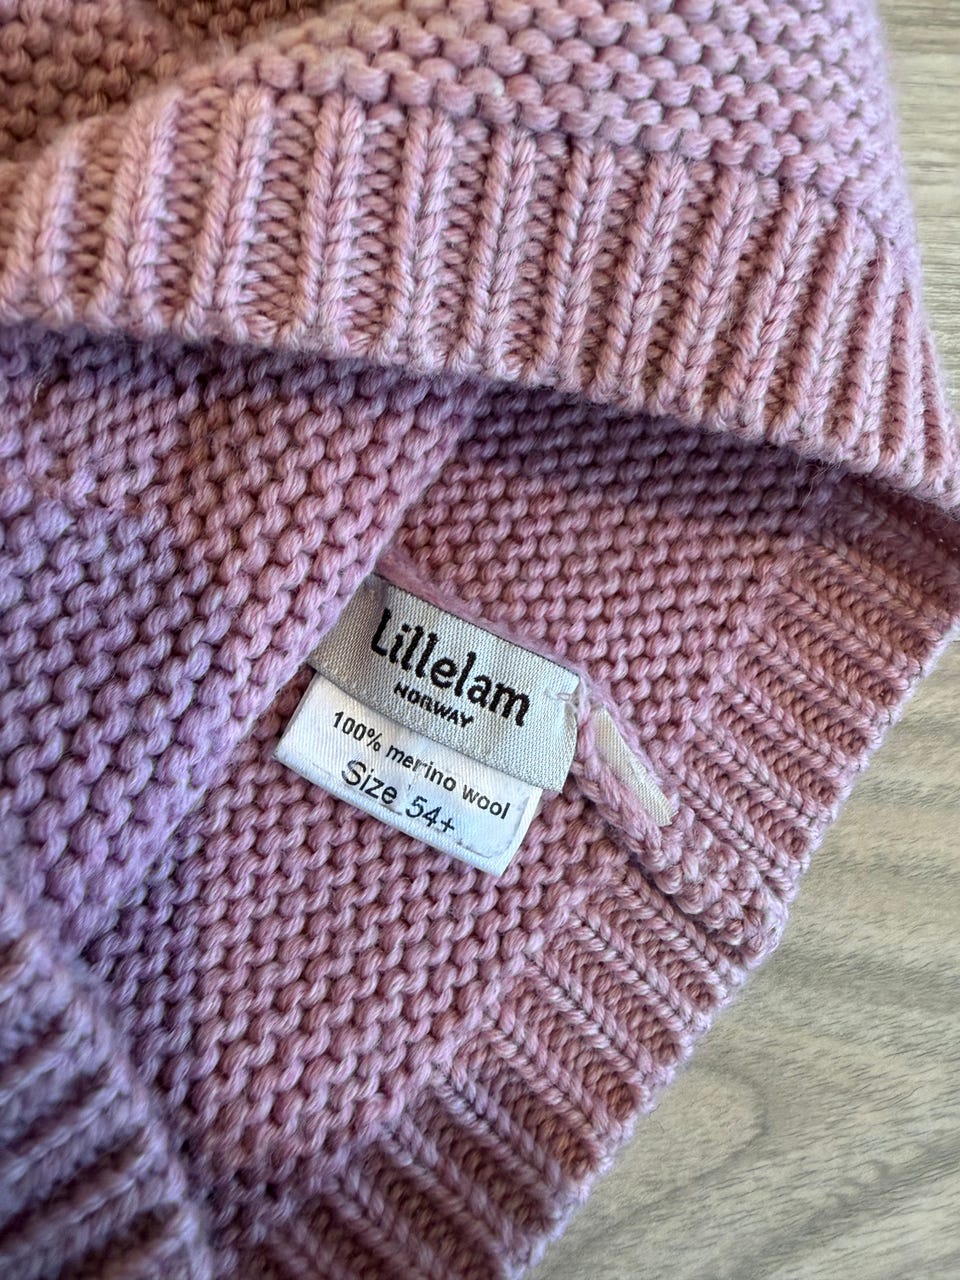 Lillelam
NORWAY
100% merino wool
Size 54+